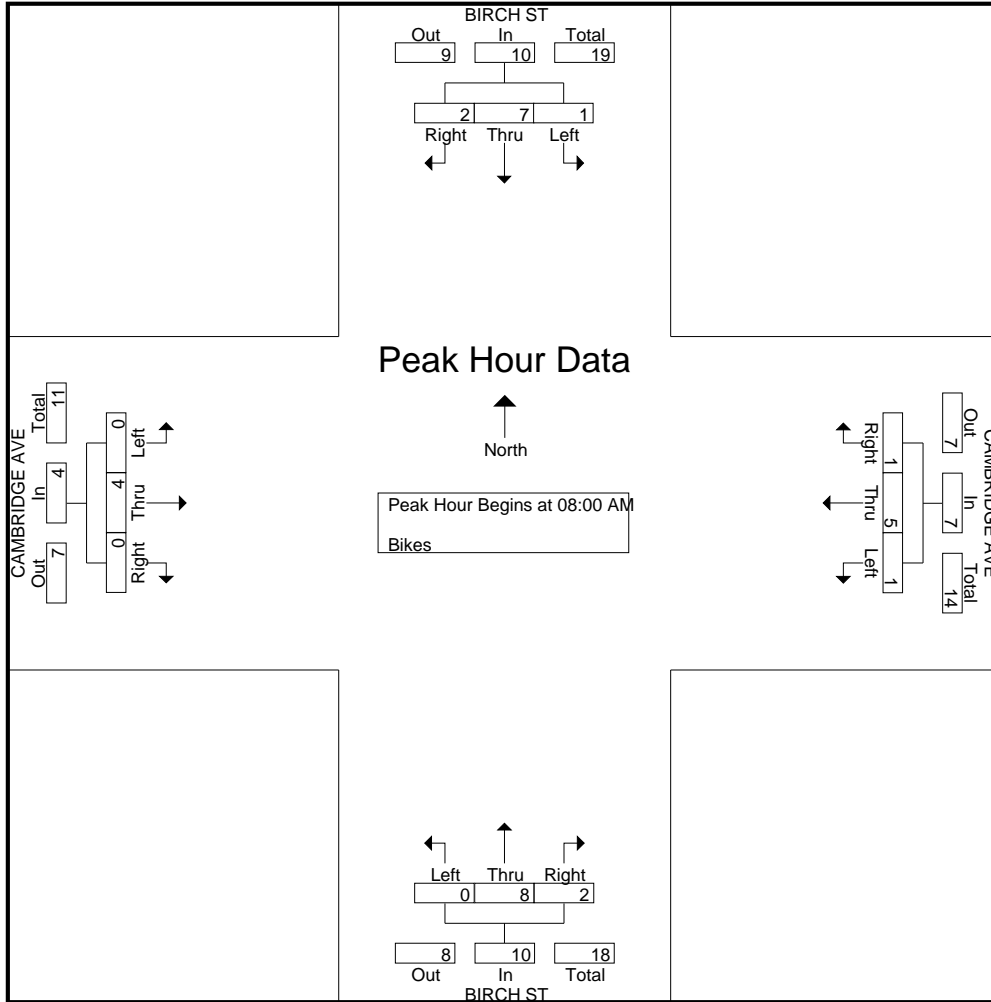 BIRCH ST
Out In Total
9 10 19
2 7 1
Right Thru Left
Peak Hour Data
North
Peak Hour Begins at 08:00 AM
Bikes
CAMBRIDGE AVE
Total In Out
11 4 7
0 4 0
Left Thru Right
CAMBRIDGE AVE
Out In Total
7 7 14
1 5 1
Right Thru Left
Left Thru Right
0 8 2
8 10 18
Out In Total
BIRCH ST